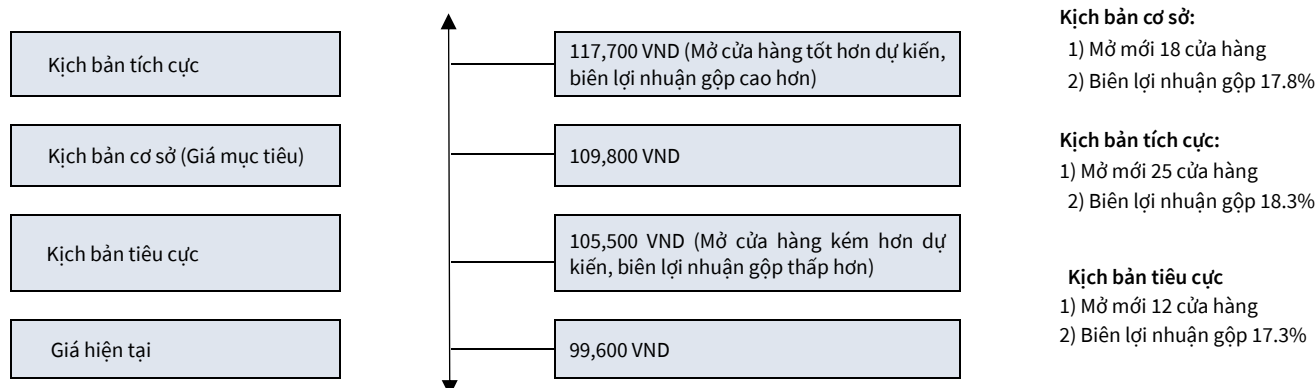 Kịch bản tích cực
117,700 VND (Mở cửa hàng tốt hơn dự kiến,
biên lợi nhuận gộp cao hơn)
Kịch bản cơ sở (Giá mục tiêu)
109,800 VND
Kịch bản tiêu cực
105,500 VND (Mở cửa hàng kém hơn dự
kiến, biên lợi nhuận gộp thấp hơn)
Giá hiện tại
99,600 VND
Kịch bản cơ sở:
1) Mở mới 18 cửa hàng
2) Biên lợi nhuận gộp 17.8%
Kịch bản tích cực:
1) Mở mới 25 cửa hàng
2) Biên lợi nhuận gộp 18.3%
Kịch bản tiêu cực
1) Mở mới 12 cửa hàng
2) Biên lợi nhuận gộp 17.3%